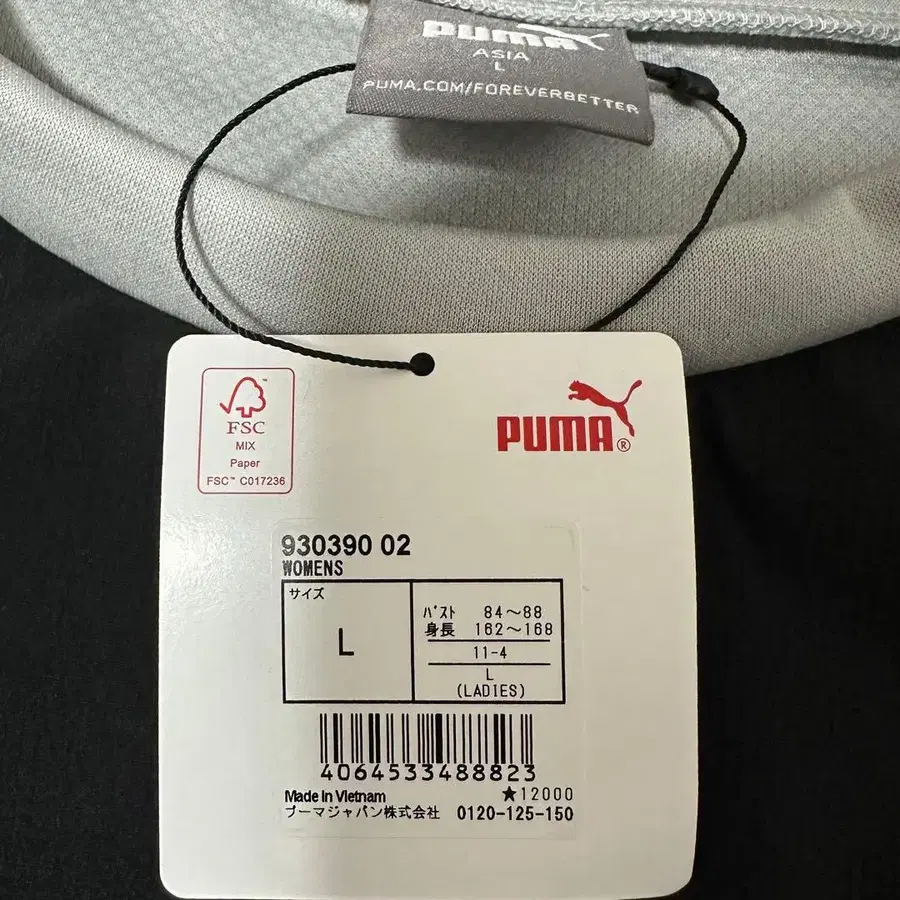 PUMA
ASIA
L
PUMA.COM/FOREVERBETTER
FSC
MIX
Paper
FSC™ C017236
PUMA®
930390 02
WOMENS
サイズ
L
バスト 84～88
身長 162～168
11-4
L
(LADIES)
4064533488823
Made in Vietnam ★12000
プーマジャパン株式会社 0120-125-150